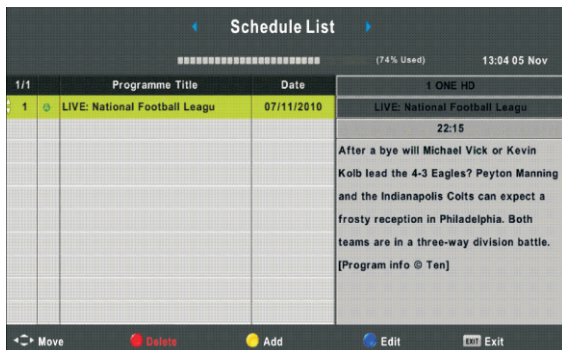 Schedule List
(74% Used)
13:04 05 Nov
1/1 Programme Title Date
1 LIVE: National Football Leagu 07/11/2010
1 ONE HD
LIVE: National Football Leagu
22:15
After a bye will Michael Vick or Kevin
Kolb lead the 4-3 Eagles? Peyton Manning
and the Indianapolis Colts can expect a
frosty reception in Philadelphia. Both
teams are in a three-way division battle.
[Program info © Ten]
Move Delete Add Edit EXIT Exit